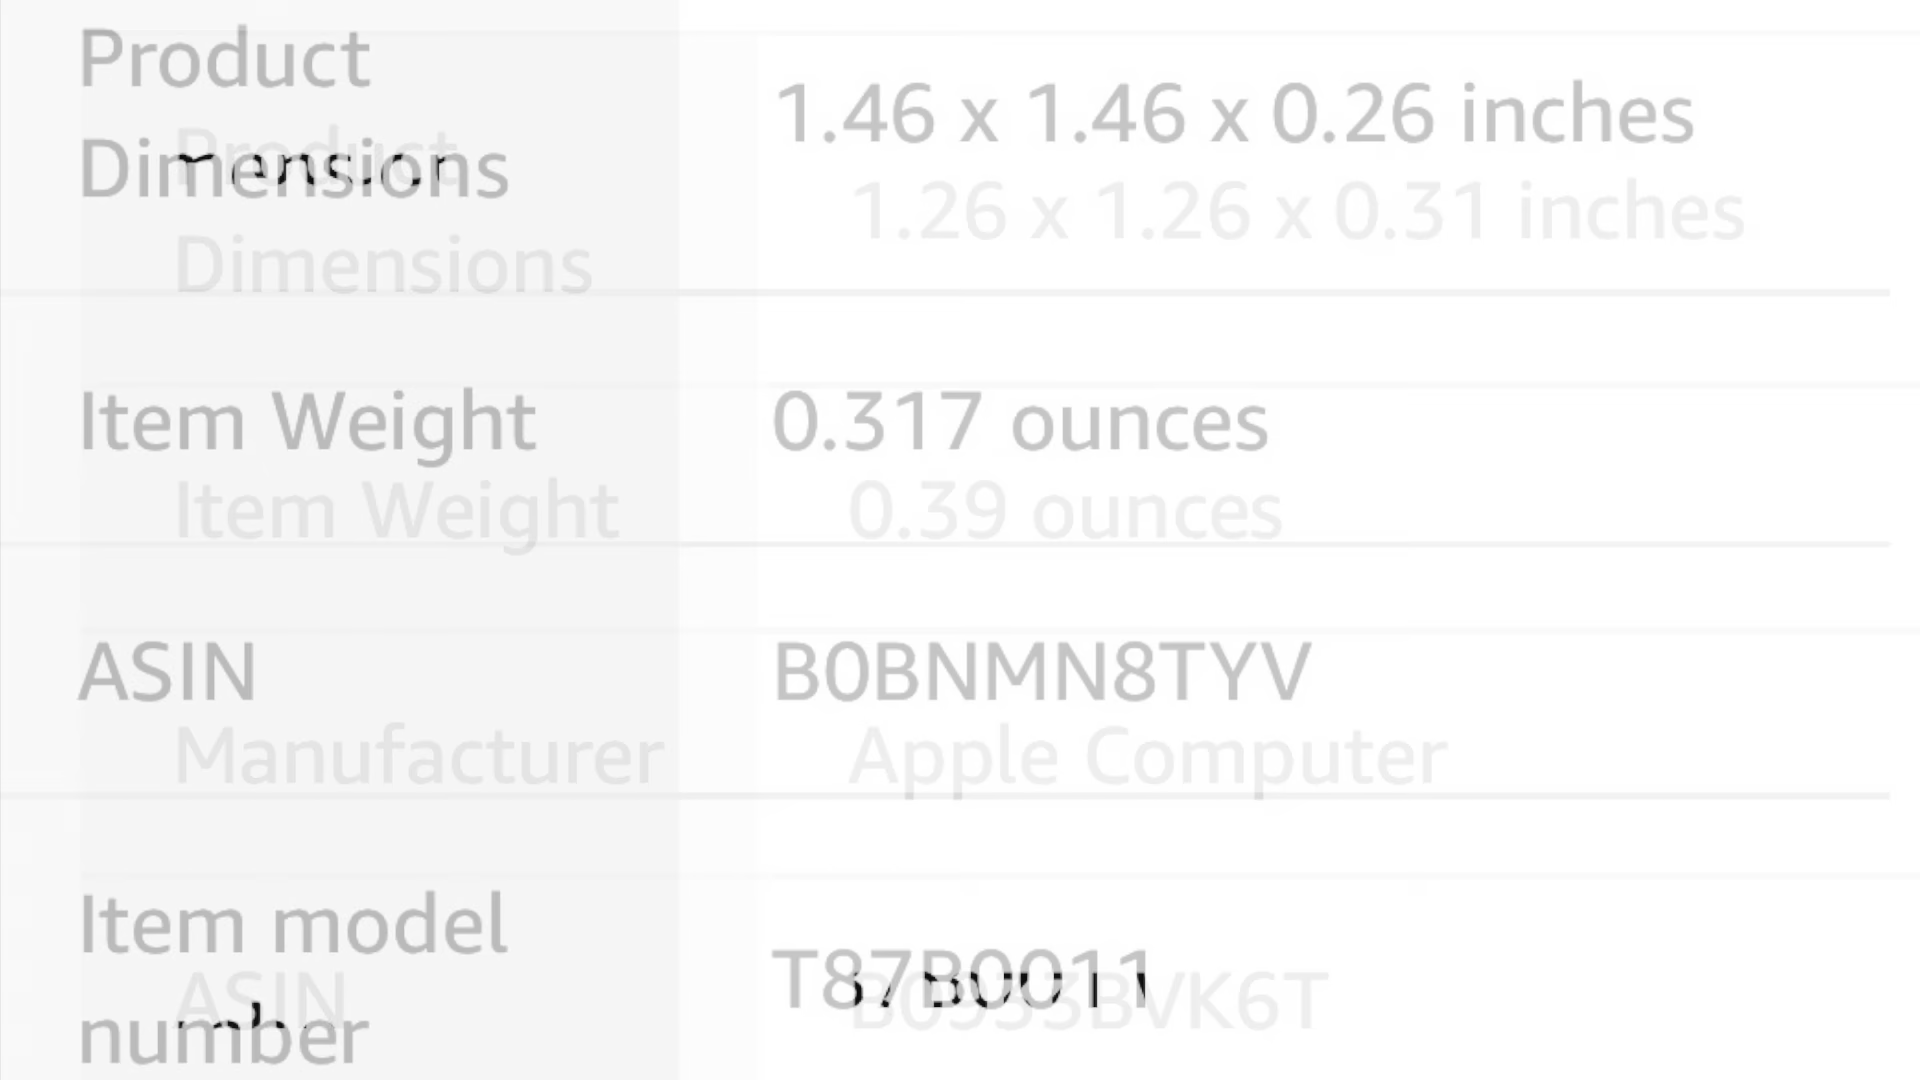 Product
Dimensions
1.46 x 1.46 x 0.26 inches
Product
Dimensions
1.26 x 1.26 x 0.31 inches
Item Weight
0.317 ounces
Item Weight
0.39 ounces
ASIN
B0BNMN8TYV
Manufacturer
Apple Computer
Item model
number
T87B0011
ASIN
B0933BVK6T